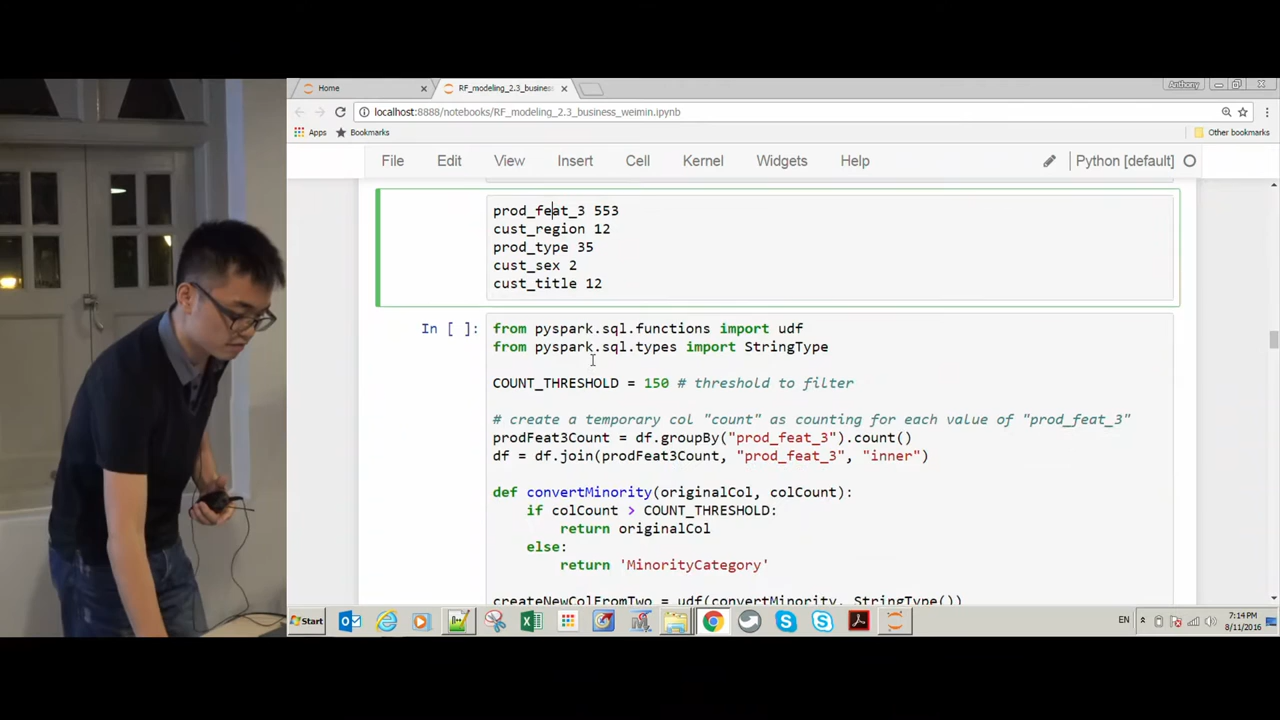 Home
RF_modeling_2.3_business
Anthony
localhost:8888/notebooks/RF_modeling_2.3_business_weimin.ipynb
Apps
Bookmarks
Other bookmarks
File Edit View Insert Cell Kernel Widgets Help
Python [default]
prod_feat_3 553
cust_region 12
prod_type 35
cust_sex 2
cust_title 12
In [ ]:
from pyspark.sql.functions import udf
from pyspark.sql.types import StringType
COUNT_THRESHOLD = 150 # threshold to filter
# create a temporary col "count" as counting for each value of "prod_feat_3"
prodFeat3Count = df.groupBy("prod_feat_3").count()
df = df.join(prodFeat3Count, "prod_feat_3", "inner")
def convertMinority(originalCol, colCount):
if colCount > COUNT_THRESHOLD:
return originalCol
else:
return 'MinorityCategory'
createNewColFromTwo = udf(convertMinority, StringType())
Start
EN
7:14 PM
8/11/2016